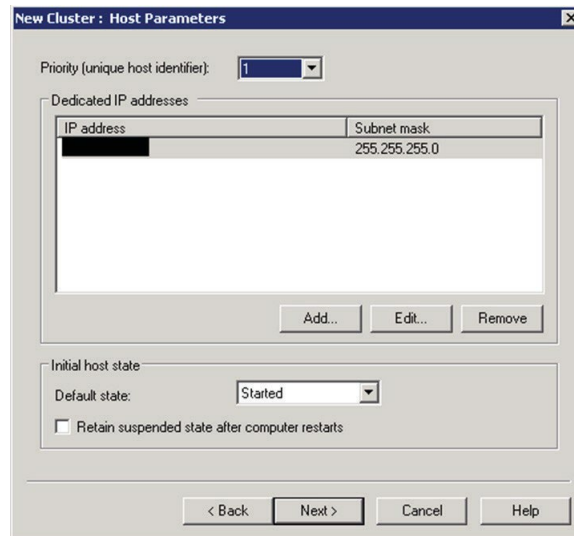 New Cluster : Host Parameters
Priority (unique host identifier): 1
Dedicated IP addresses
IP address Subnet mask
255.255.255.0
Add... Edit... Remove
Initial host state
Default state: Started
Retain suspended state after computer restarts
< Back Next > Cancel Help